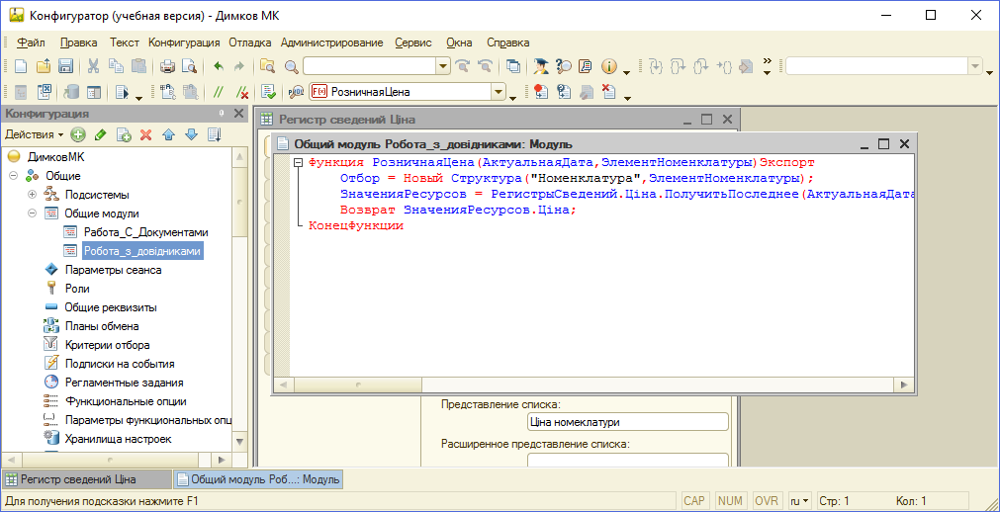 Конфигуратор (учебная версия) - Димков МК
Файл Правка Текст Конфигурация Отладка Администрирование Сервис Окна Справка
РозничнаяЦена
Конфигурация
Действия
ДимковМК
Общие
Подсистемы
Общие модули
Работа_С_Документами
Робота_з_довідниками
Параметры сеанса
Роли
Общие реквизиты
Планы обмена
Критерии отбора
Подписки на события
Регламентные задания
Функциональные опции
Параметры функциональных опц
Хранилища настроек
Регистр сведений Ціна
Общий модуль Робота_з_довідниками: Модуль
Функция РозничнаяЦена(АктуальнаяДата,ЭлементНоменклатуры)Экспорт
Отбор = Новый Структура("Номенклатура",ЭлементНоменклатуры);
ЗначенияРесурсов = РегистрыСведений.Ціна.ПолучитьПоследнее(АктуальнаяДата
Возврат ЗначенияРесурсов.Ціна;
КонецФункции
Представление списка:
Ціна номеклатури
Расширенное представление списка:
Регистр сведений Ціна
Общий модуль Роб...: Модуль
Для получения подсказки нажмите F1
CAP NUM OVR ru Стр: 1 Кол: 1